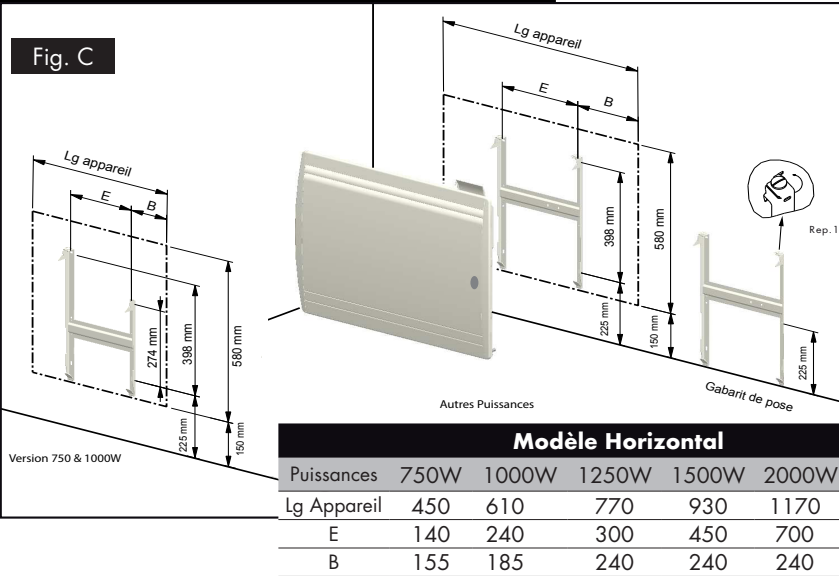 Fig. C
Lg appareil
E
B
274 mm
398 mm
580 mm
225 mm
150 mm
Version 750 & 1000W
Lg appareil
E
B
398 mm
580 mm
225 mm
150 mm
Autres Puissances
Rep.1
225 mm
Gabarit de pose
Modèle Horizontal
Puissances 750W 1000W 1250W 1500W 2000W
Lg Appareil 450 610 770 930 1170
E 140 240 300 450 700
B 155 185 240 240 240